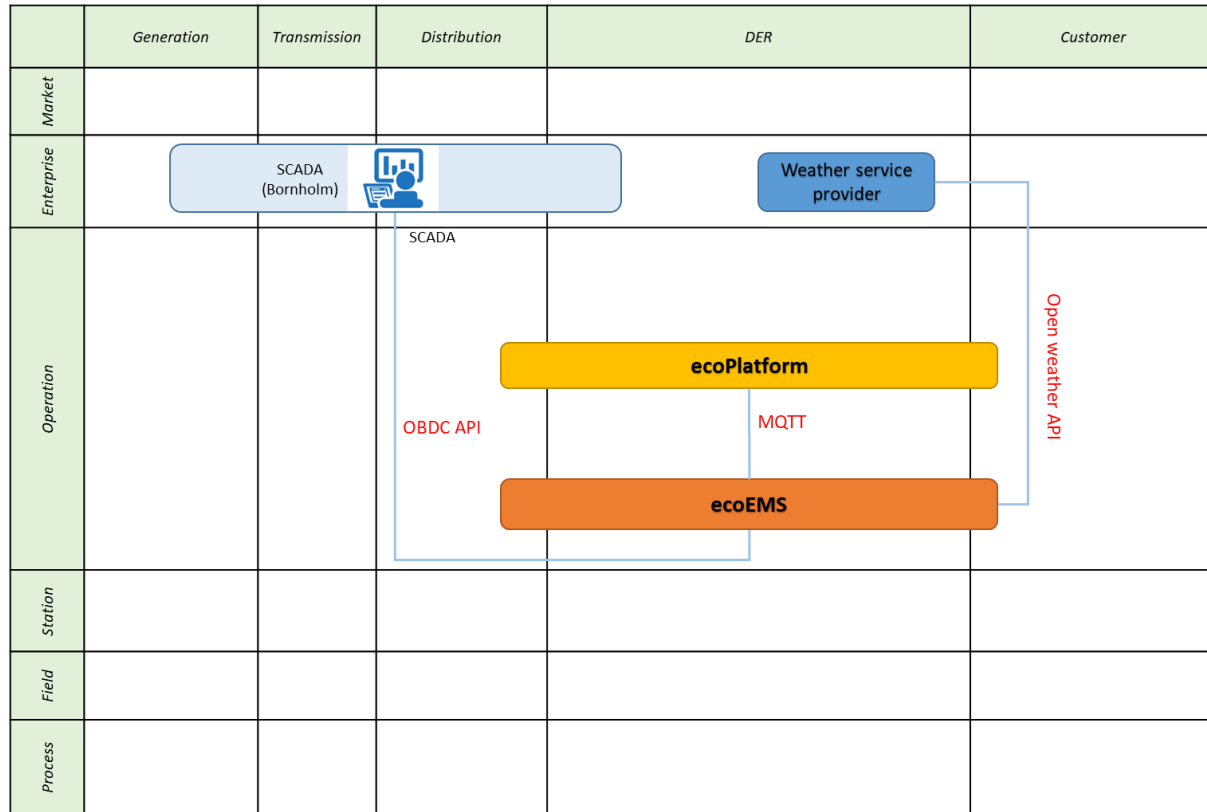 Generation
Transmission
Distribution
DER
Customer
Market
Enterprise
SCADA
(Bornholm)
Weather service
provider
SCADA
Operation
ecoPlatform
OBDC API
MQTT
Open weather API
ecoEMS
Station
Field
Process